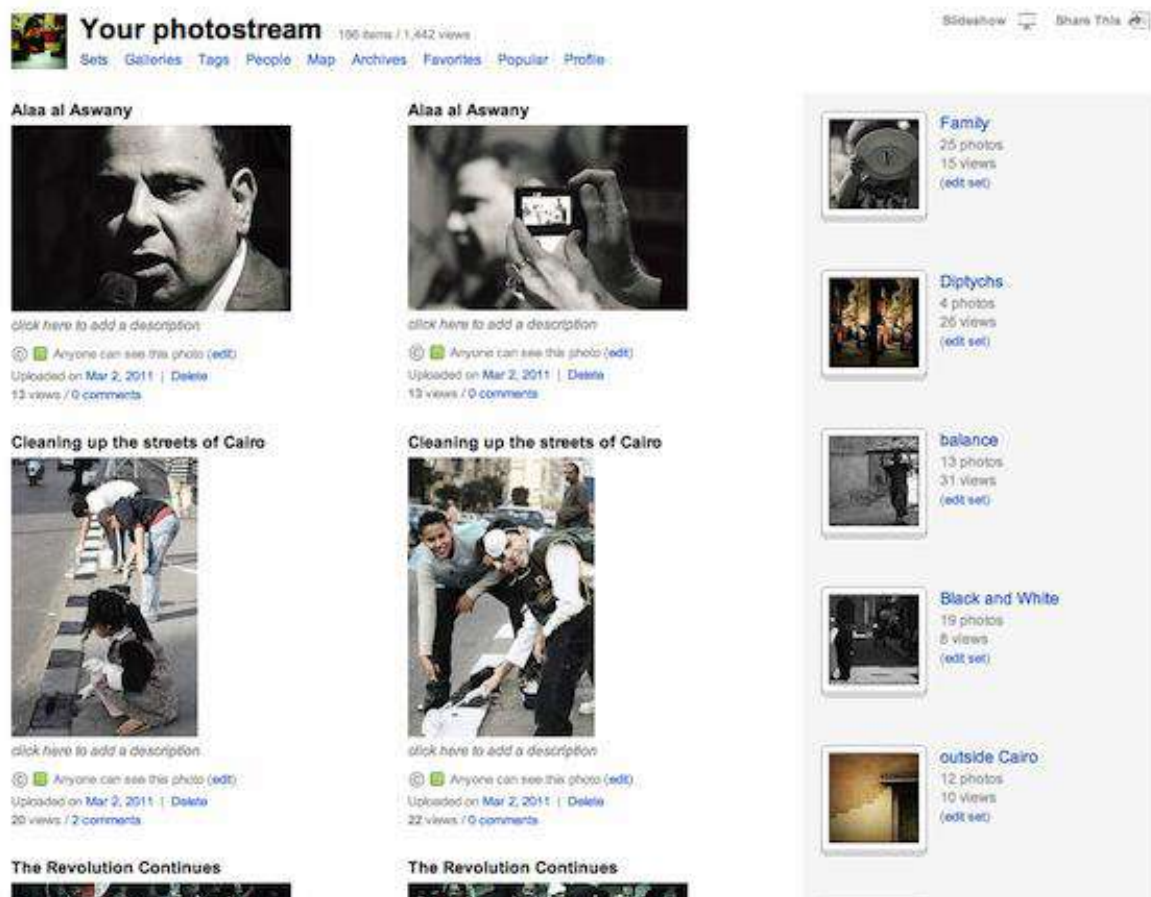 Your photostream 196 items / 1,442 views
Slideshow Share This
Sets Galleries Tags People Map Archives Favorites Popular Profile
Alaa al Aswany
click here to add a description
© Anyone can see this photo (edit)
Uploaded on Mar 2, 2011 | Delete
13 views / 0 comments
Alaa al Aswany
click here to add a description
© Anyone can see this photo (edit)
Uploaded on Mar 2, 2011 | Delete
13 views / 0 comments
Cleaning up the streets of Cairo
click here to add a description
© Anyone can see this photo (edit)
Uploaded on Mar 2, 2011 | Delete
20 views / 2 comments
Cleaning up the streets of Cairo
click here to add a description
© Anyone can see this photo (edit)
Uploaded on Mar 2, 2011 | Delete
22 views / 0 comments
The Revolution Continues
The Revolution Continues
Family
25 photos
15 views
(edit set)
Diptychs
4 photos
26 views
(edit set)
balance
13 photos
31 views
(edit set)
Black and White
19 photos
8 views
(edit set)
outside Cairo
12 photos
10 views
(edit set)